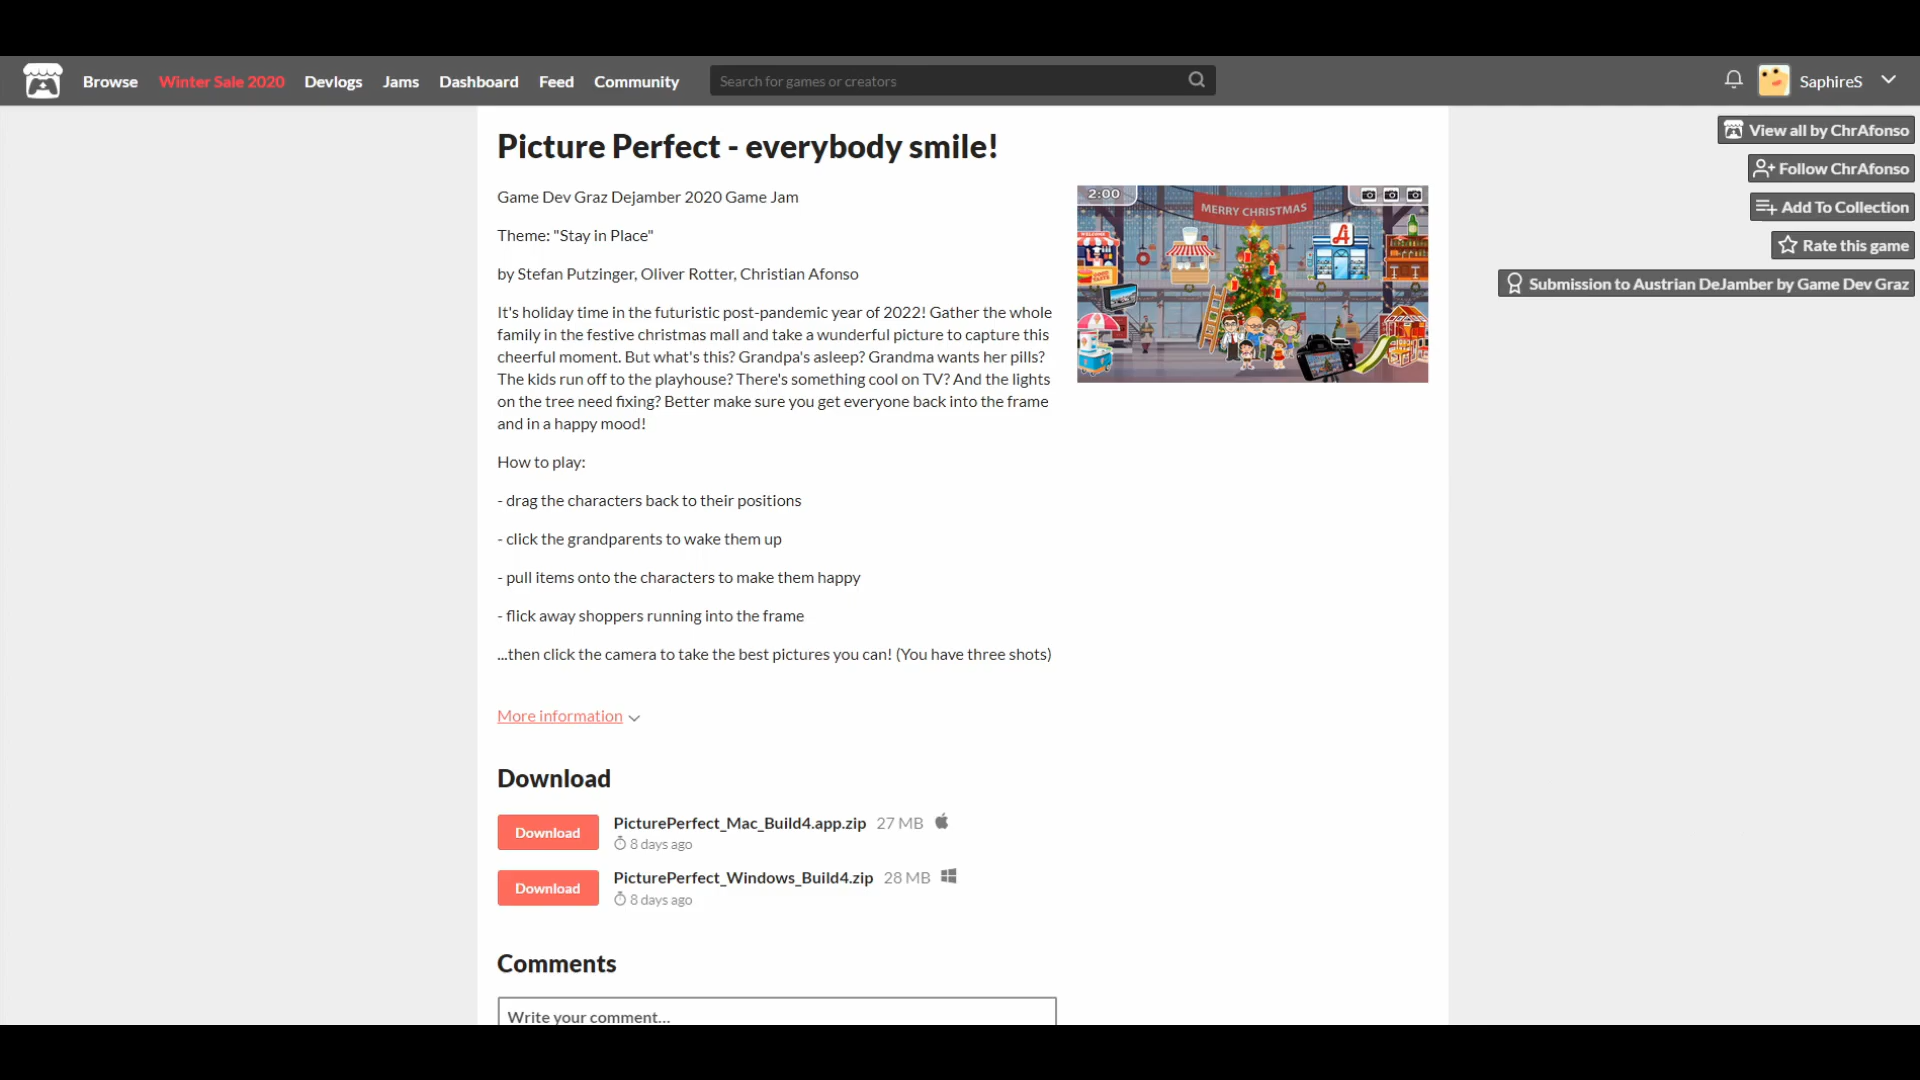 Browse
Winter Sale 2020
Devlogs
Jams
Dashboard
Feed
Community
Search for games or creators
SaphireS
View all by ChrAfonso
Follow ChrAfonso
Add To Collection
Rate this game
Submission to Austrian DeJamber by Game Dev Graz
Picture Perfect - everybody smile!
Game Dev Graz Dejamber 2020 Game Jam
Theme: "Stay in Place"
by Stefan Putzinger, Oliver Rotter, Christian Afonso
It's holiday time in the futuristic post-pandemic year of 2022! Gather the whole
family in the festive christmas mall and take a wunderful picture to capture this
cheerful moment. But what's this? Grandpa's asleep? Grandma wants her pills?
The kids run off to the playhouse? There's something cool on TV? And the lights
on the tree need fixing? Better make sure you get everyone back into the frame
and in a happy mood!
How to play:
- drag the characters back to their positions
- click the grandparents to wake them up
- pull items onto the characters to make them happy
- flick away shoppers running into the frame
...then click the camera to take the best pictures you can! (You have three shots)
2:00
MERRY CHRISTMAS
A
More information
Download
Download
PicturePerfect_Mac_Build4.app.zip 27 MB
8 days ago
Download
PicturePerfect_Windows_Build4.zip 28 MB
8 days ago
Comments
Write your comment...